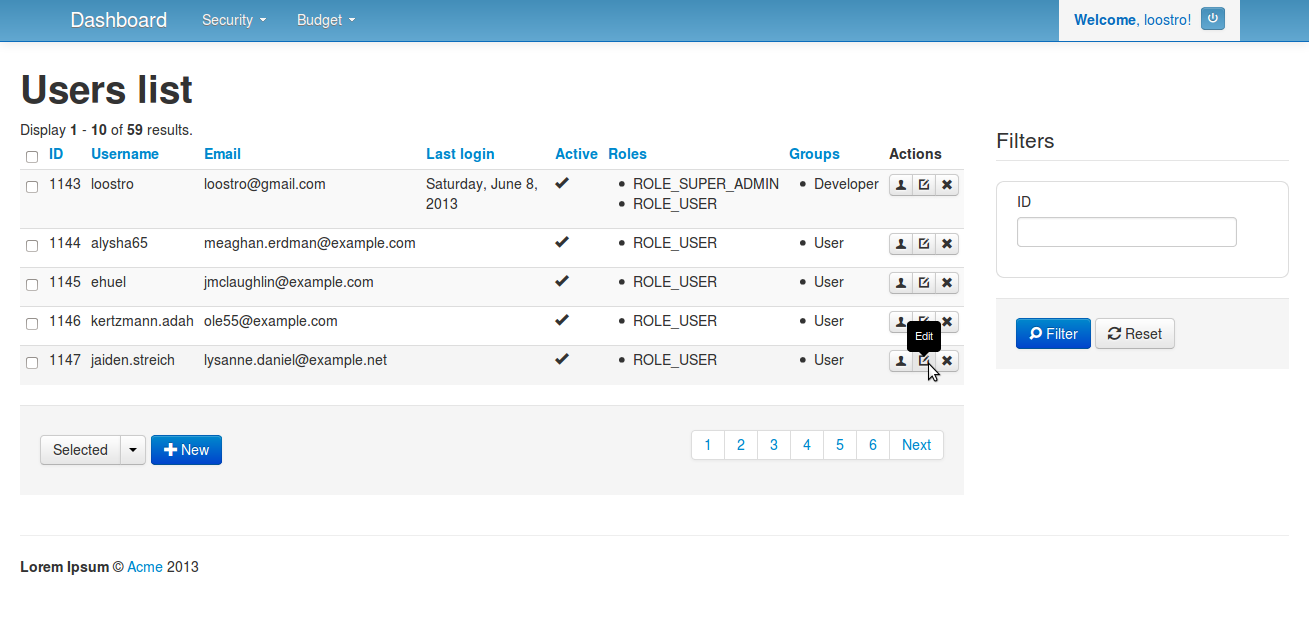 Dashboard Security Budget Welcome, loostro!
Users list
Display 1 - 10 of 59 results.
ID Username Email Last login Active Roles Groups Actions
1143 loostro loostro@gmail.com Saturday, June 8, 2013 ROLE_SUPER_ADMIN ROLE_USER Developer
1144 alysha65 meaghan.erdman@example.com ROLE_USER User
1145 ehuel jmclaughlin@example.com ROLE_USER User
1146 kertzmann.adah ole55@example.com ROLE_USER User
Edit
1147 jaiden.streich lysanne.daniel@example.net ROLE_USER User
Selected New 1 2 3 4 5 6 Next
Filters
ID
Filter Reset
Lorem Ipsum © Acme 2013